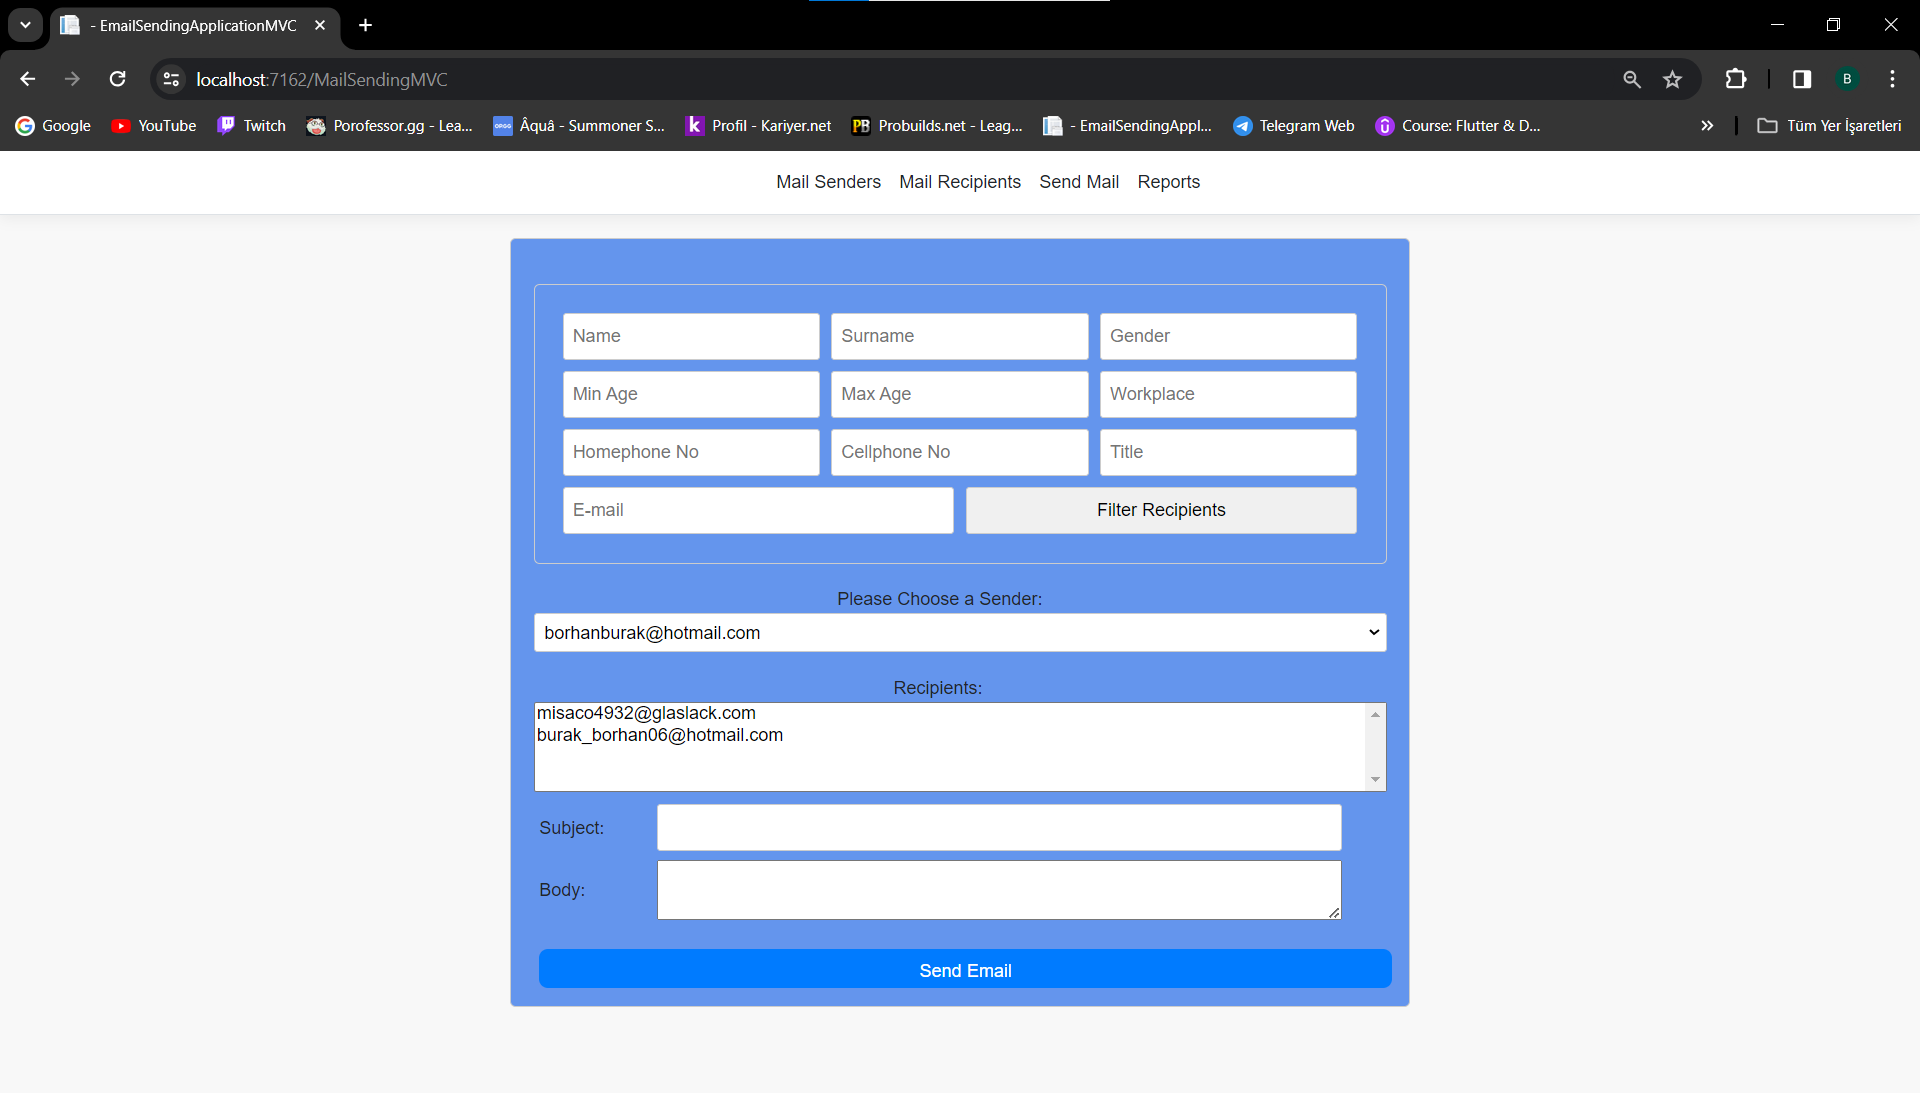 - EmailSendingApplicationMVC
localhost:7162/MailSendingMVC
B
Google YouTube Twitch Porofessor.gg - Lea... OP.GG Âquâ - Summoner S... k Profil - Kariyer.net PB Probuilds.net - Leag... - EmailSendingAppl... Telegram Web Course: Flutter & D... Tüm Yer İşaretleri
Mail Senders Mail Recipients Send Mail Reports
Name Surname Gender
Min Age Max Age Workplace
Homephone No Cellphone No Title
E-mail Filter Recipients
Please Choose a Sender:
borhanburak@hotmail.com
Recipients:
misaco4932@glaslack.com
burak_borhan06@hotmail.com
Subject:
Body:
Send Email